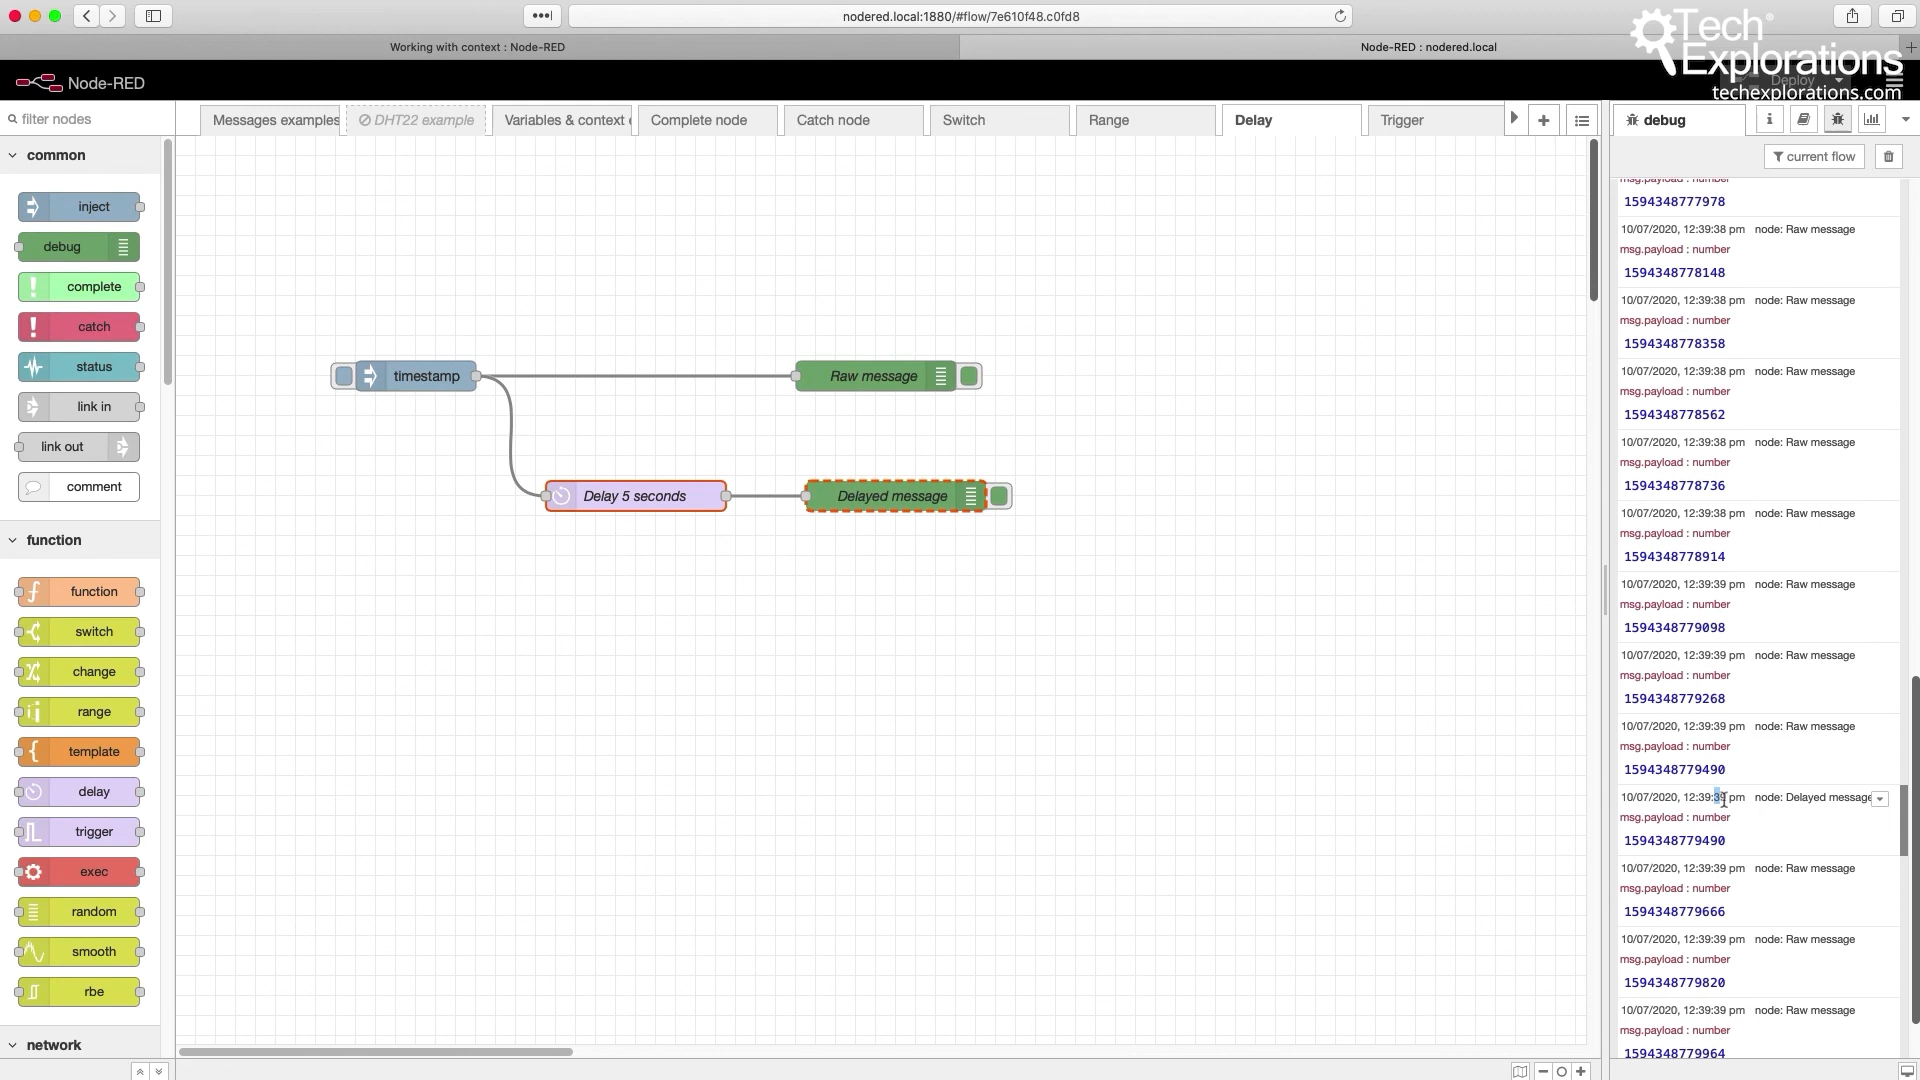 nodered.local:1880/#flow/7e610f48.c0fd8
Tech®
Explorations
techexplorations.com
Working with context : Node-RED
Node-RED : nodered.local
Node-RED
Deploy
filter nodes
Messages examples
DHT22 example
Variables & context
Complete node
Catch node
Switch
Range
Delay
Trigger
debug
current flow
common
inject
debug
complete
catch
status
link in
link out
comment
function
function
switch
change
range
template
delay
trigger
exec
random
smooth
rbe
network
timestamp
Raw message
Delay 5 seconds
Delayed message
msg.payload : number
1594348777978
10/07/2020, 12:39:38 pm node: Raw message
msg.payload : number
1594348778148
10/07/2020, 12:39:38 pm node: Raw message
msg.payload : number
1594348778358
10/07/2020, 12:39:38 pm node: Raw message
msg.payload : number
1594348778562
10/07/2020, 12:39:38 pm node: Raw message
msg.payload : number
1594348778736
10/07/2020, 12:39:38 pm node: Raw message
msg.payload : number
1594348778914
10/07/2020, 12:39:39 pm node: Raw message
msg.payload : number
1594348779098
10/07/2020, 12:39:39 pm node: Raw message
msg.payload : number
1594348779268
10/07/2020, 12:39:39 pm node: Raw message
msg.payload : number
1594348779490
10/07/2020, 12:39:39 pm node: Delayed message
msg.payload : number
1594348779490
10/07/2020, 12:39:39 pm node: Raw message
msg.payload : number
1594348779666
10/07/2020, 12:39:39 pm node: Raw message
msg.payload : number
1594348779820
10/07/2020, 12:39:39 pm node: Raw message
msg.payload : number
1594348779964